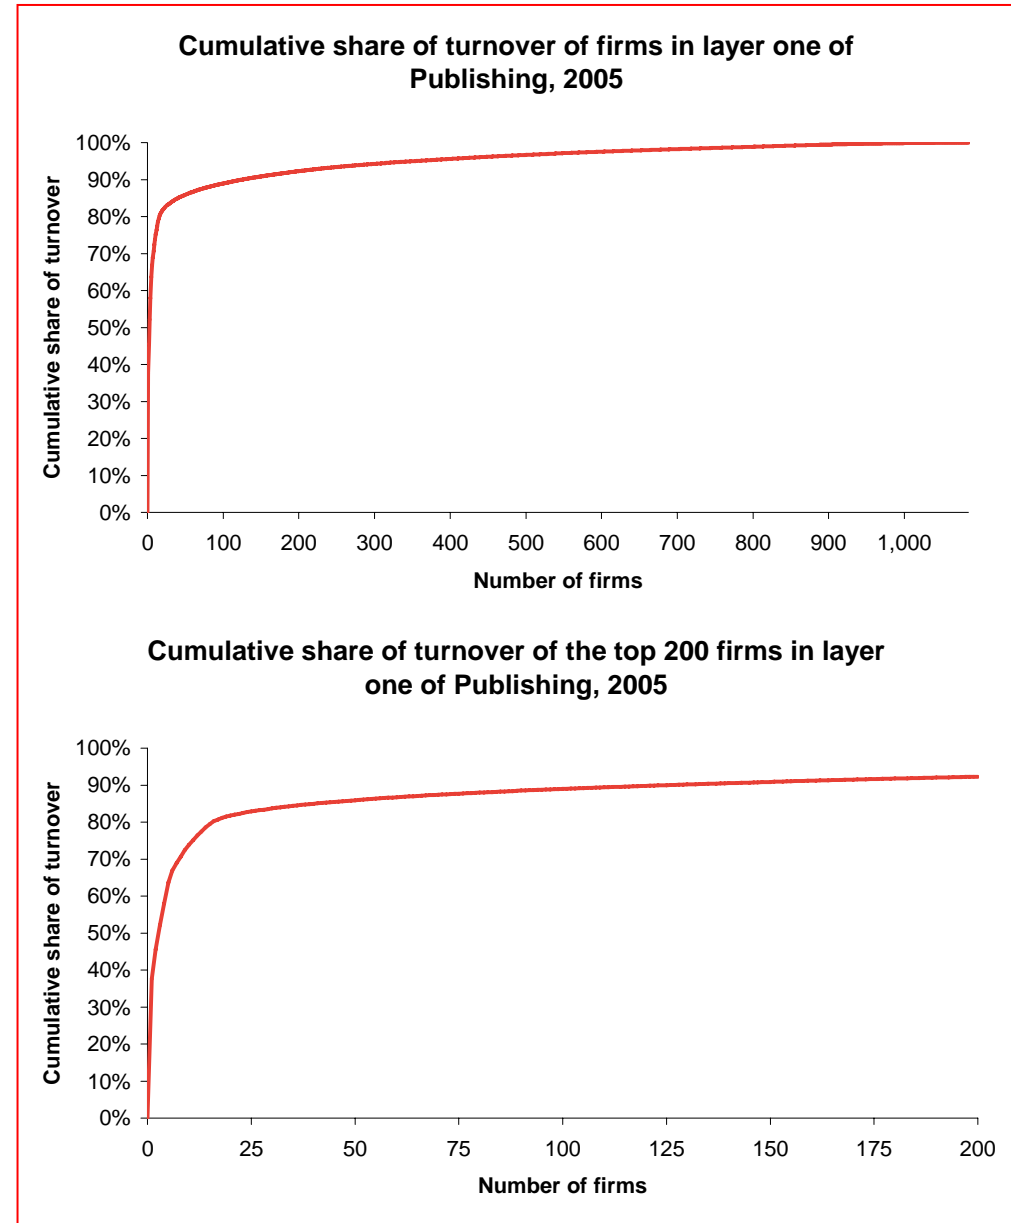 Cumulative share of turnover of firms in layer one of
Publishing, 2005
100%
90%
80%
70%
60%
50%
40%
30%
20%
10%
0%
Cumulative share of turnover
0 100 200 300 400 500 600 700 800 900 1,000
Number of firms
Cumulative share of turnover of the top 200 firms in layer
one of Publishing, 2005
100%
90%
80%
70%
60%
50%
40%
30%
20%
10%
0%
Cumulative share of turnover
0 25 50 75 100 125 150 175 200
Number of firms